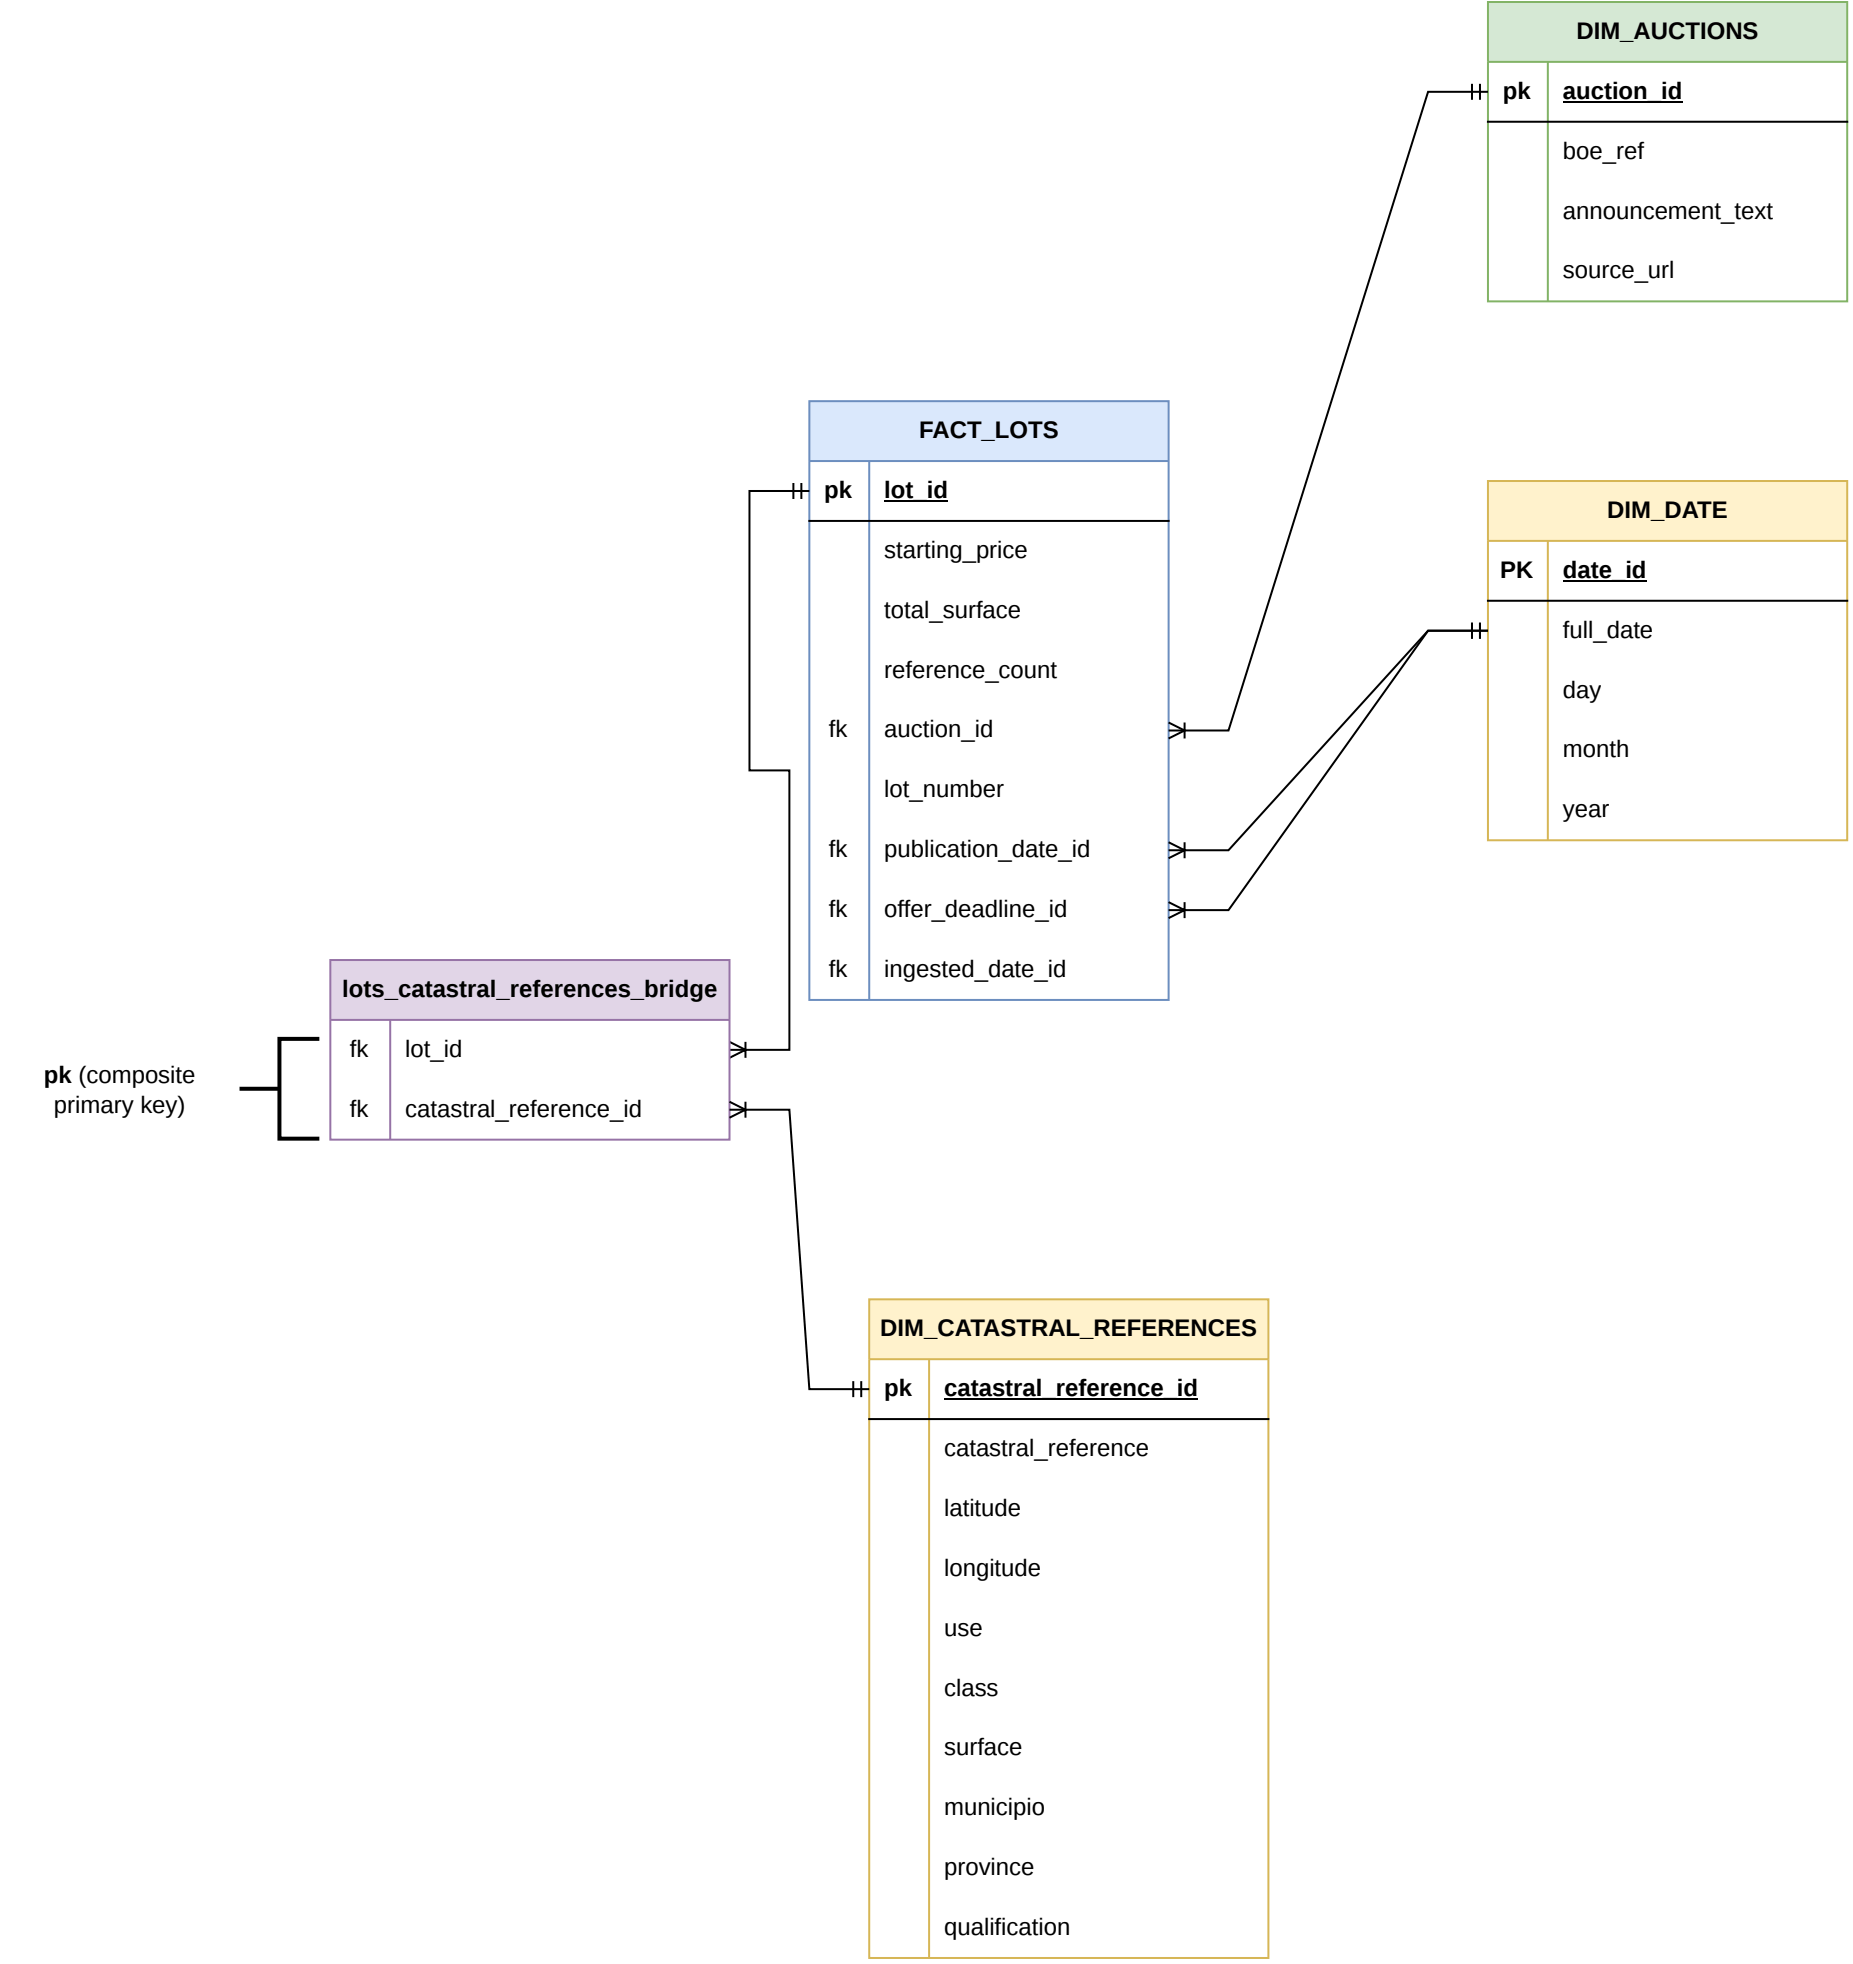 DIM_AUCTIONS
pk auction_id
boe_ref
announcement_text
source_url
FACT_LOTS
pk lot_id
starting_price
total_surface
reference_count
fk auction_id
lot_number
fk publication_date_id
fk offer_deadline_id
fk ingested_date_id
DIM_DATE
PK date_id
full_date
day
month
year
lots_catastral_references_bridge
fk lot_id
fk catastral_reference_id
pk (composite
primary key)
DIM_CATASTRAL_REFERENCES
pk catastral_reference_id
catastral_reference
latitude
longitude
use
class
surface
municipio
province
qualification